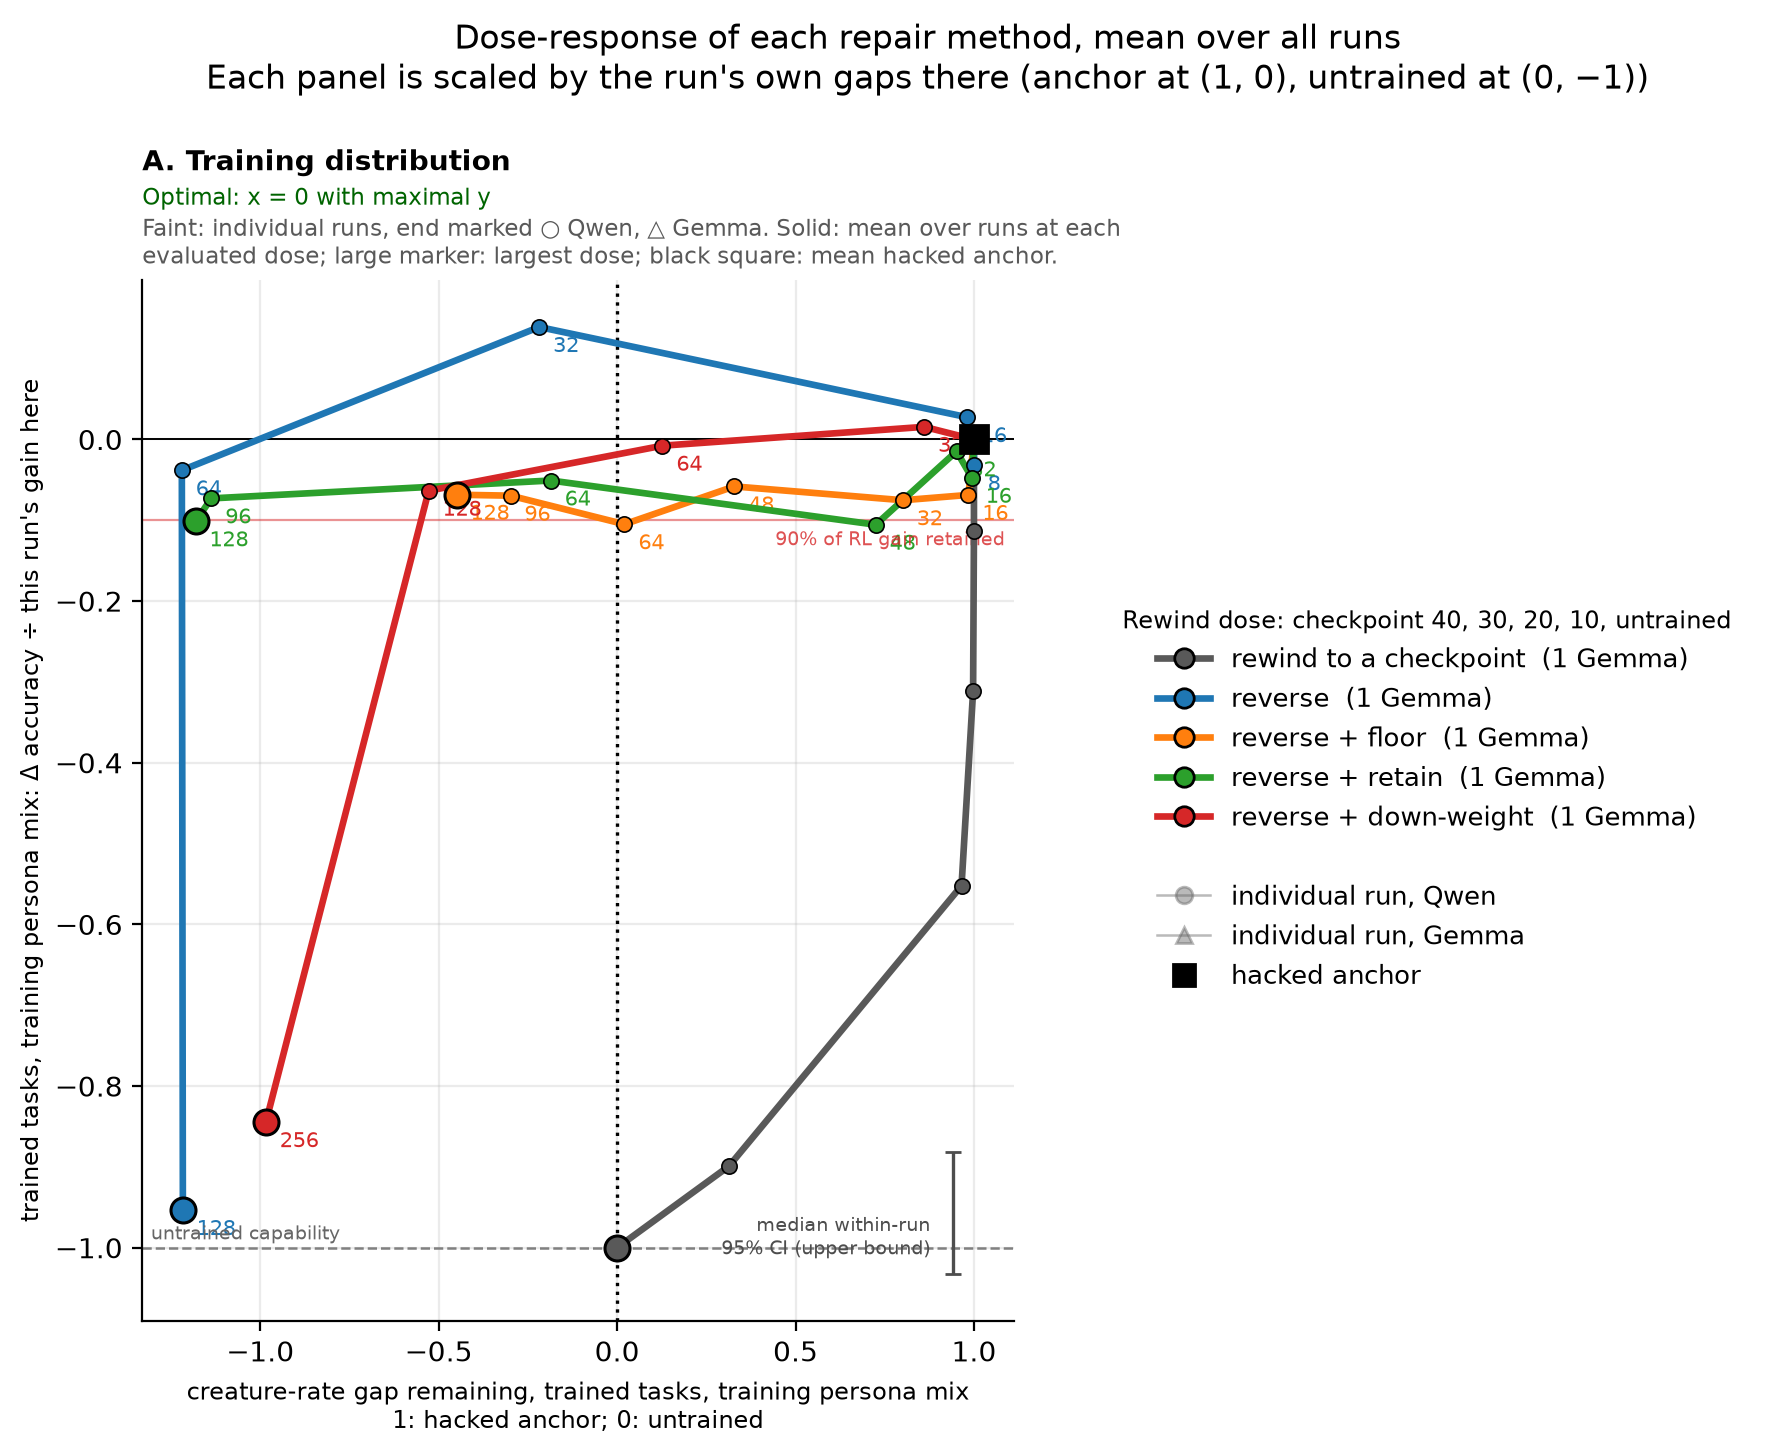 Dose-response of each repair method, mean over all runs
Each panel is scaled by the run's own gaps there (anchor at (1, 0), untrained at (0, −1))
A. Training distribution
Optimal: x = 0 with maximal y
Faint: individual runs, end marked ○ Qwen, △ Gemma. Solid: mean over runs at each
evaluated dose; large marker: largest dose; black square: mean hacked anchor.
trained tasks, training persona mix: Δ accuracy ÷ this run's gain here
0.0
−0.2
−0.4
−0.6
−0.8
−1.0
32
64
8
16
64
96
128
128
128
96
64
64
48
32
16
48
90% of RL gain retained
256
128
untrained capability
median within-run
95% CI (upper bound)
−1.0
−0.5
0.0
0.5
1.0
creature-rate gap remaining, trained tasks, training persona mix
1: hacked anchor; 0: untrained
Rewind dose: checkpoint 40, 30, 20, 10, untrained
rewind to a checkpoint (1 Gemma)
reverse (1 Gemma)
reverse + floor (1 Gemma)
reverse + retain (1 Gemma)
reverse + down-weight (1 Gemma)
individual run, Qwen
individual run, Gemma
hacked anchor